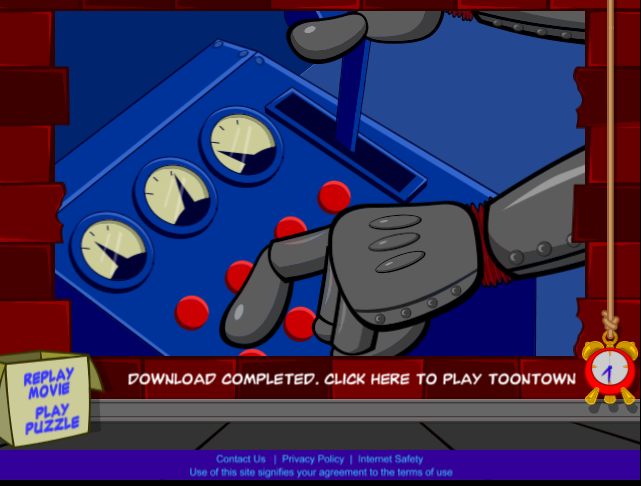 DOWNLOAD COMPLETED. CLICK HERE TO PLAY TOONTOWN
REPLAY
MOVIE
PLAY
PUZZLE
Contact Us | Privacy Policy | Internet Safety
Use of this site signifies your agreement to the terms of use